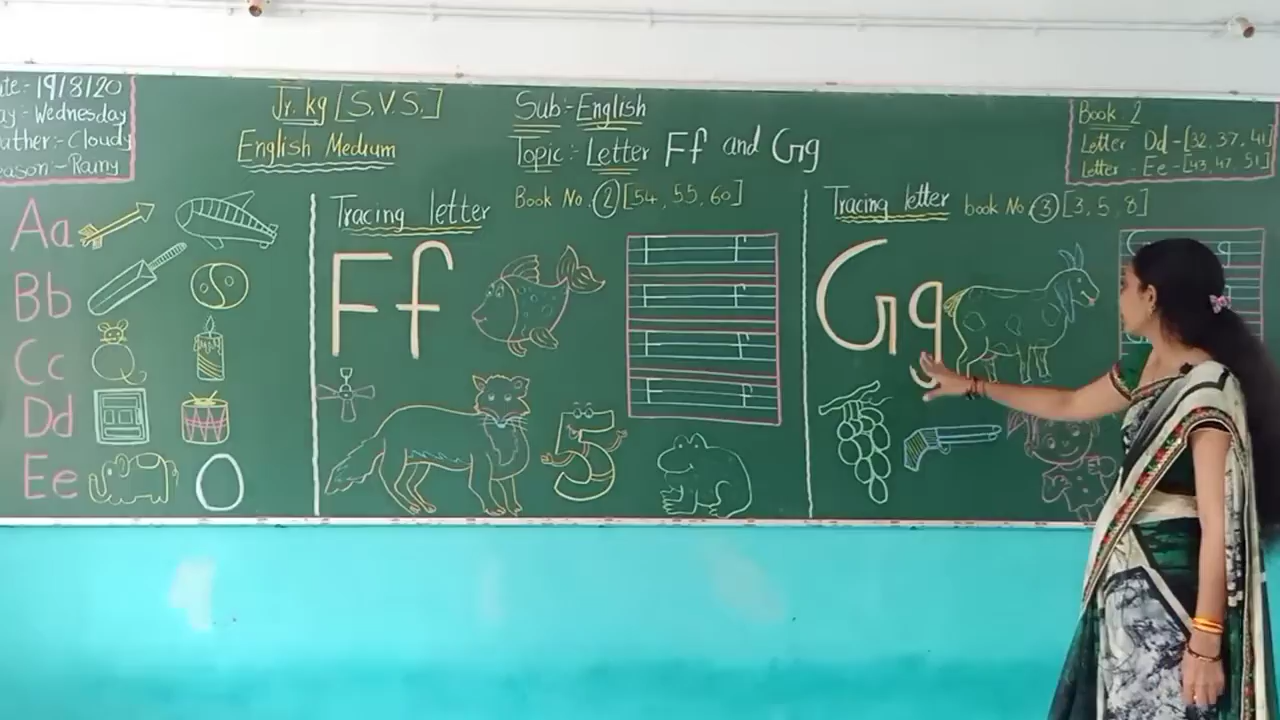 ate:- 19/8/20
ay :- Wednesday
ather:- Cloudy
eason:- Rainy
Jr. kg [S.V.S.]
English Medium
Sub:- English
Topic:- Letter Ff and Gg
Book 2
Letter Dd - [32, 37, 41]
Letter - Ee - [43, 47, 51]
Aa
Bb
Cc
Dd
Ee
Tracing letter
Book No. 2 [54, 55, 60]
Ff
F f
F f
F f
F f
5
Tracing letter book No 3 [3, 5, 8]
Gg
G g